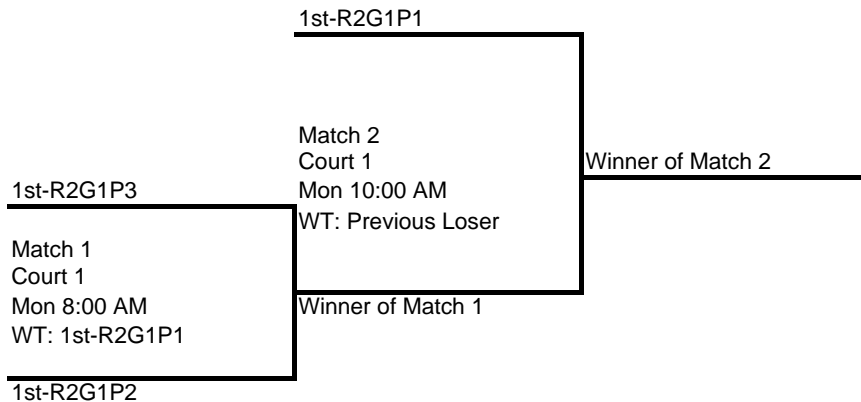 1st-R2G1P1
Match 2
Court 1
Mon 10:00 AM
WT: Previous Loser
Winner of Match 2
1st-R2G1P3
Match 1
Court 1
Mon 8:00 AM
WT: 1st-R2G1P1
Winner of Match 1
1st-R2G1P2